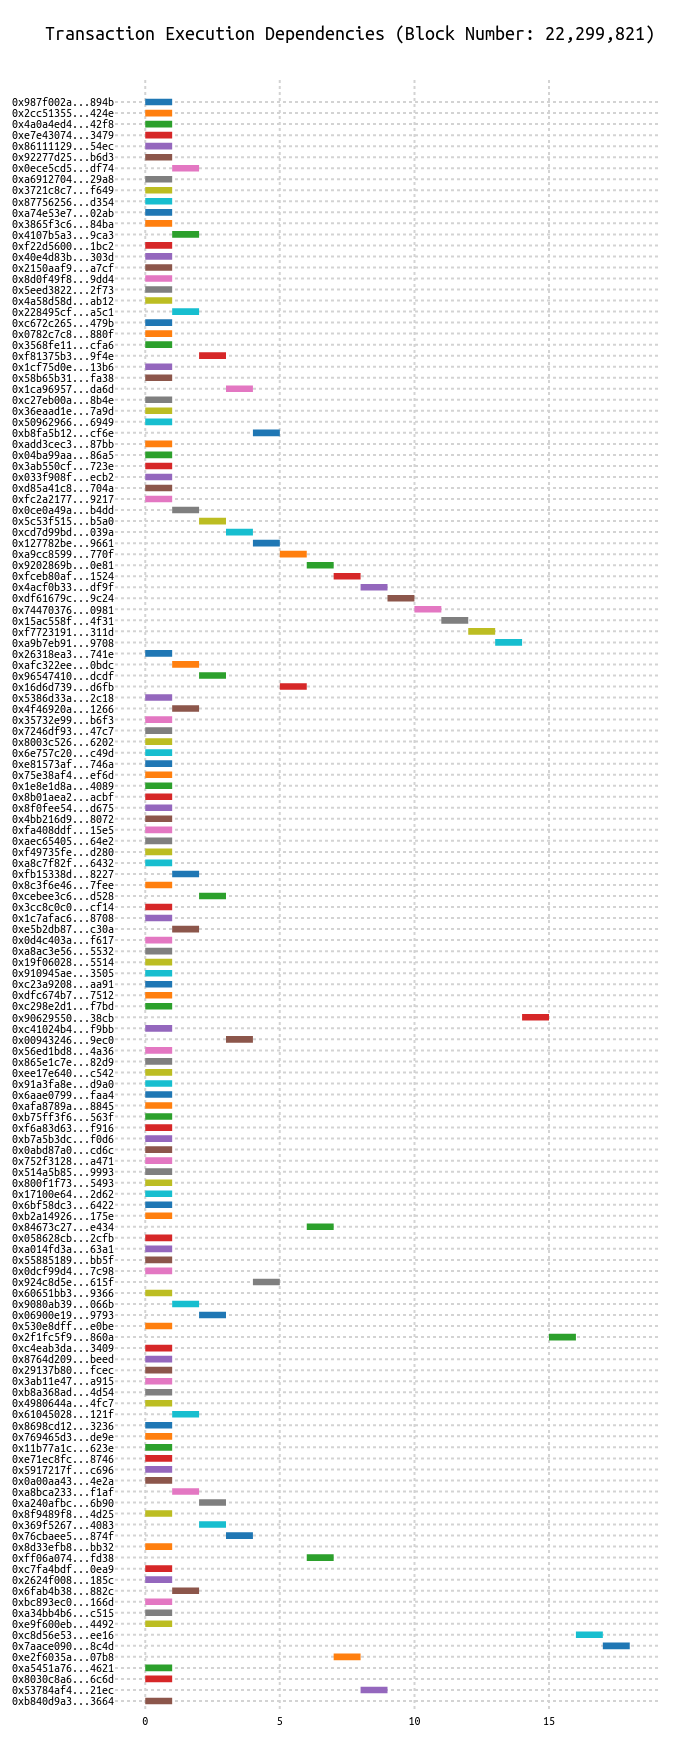 Transaction Execution Dependencies (Block Number: 22,299,821)
0x987f002a...894b
0x2cc51355...424e
0x4a0a4ed4...42f8
0xe7e43074...3479
0x86111129...54ec
0x92277d25...b6d3
0x0ece5cd5...df74
0xa6912704...29a8
0x3721c8c7...f649
0x87756256...d354
0xa74e53e7...02ab
0x3865f3c6...84ba
0x4107b5a3...9ca3
0xf22d5600...1bc2
0x40e4d83b...303d
0x2150aaf9...a7cf
0x8d0f49f8...9dd4
0x5eed3822...2f73
0x4a58d58d...ab12
0x228495cf...a5c1
0xc672c265...479b
0x0782c7c8...880f
0x3568fe11...cfa6
0xf81375b3...9f4e
0x1cf75d0e...13b6
0x58b65b31...fa38
0x1ca96957...da6d
0xc27eb00a...8b4e
0x36eaad1e...7a9d
0x50962966...6949
0xb8fa5b12...cf6e
0xadd3cec3...87bb
0x04ba99aa...86a5
0x3ab550cf...723e
0x033f908f...ecb2
0xd85a41c8...704a
0xfc2a2177...9217
0x0ce0a49a...b4dd
0x5c53f515...b5a0
0xcd7d99bd...039a
0x127782be...9661
0xa9cc8599...770f
0x9202869b...0e81
0xfceb80af...1524
0x4acf0b33...df9f
0xdf61679c...9c24
0x74470376...0981
0x15ac558f...4f31
0xf7723191...311d
0xa9b7eb91...9708
0x26318ea3...741e
0xafc322ee...0bdc
0x96547410...dcdf
0x16d6d739...d6fb
0x5386d33a...2c18
0x4f46920a...1266
0x35732e99...b6f3
0x7246df93...47c7
0x8003c526...6202
0x6e757c20...c49d
0xe81573af...746a
0x75e38af4...ef6d
0x1e8e1d8a...4089
0x8b01aea2...acbf
0x8f0fee54...d675
0x4bb216d9...8072
0xfa408ddf...15e5
0xaec65405...64e2
0xf49735fe...d280
0xa8c7f82f...6432
0xfb15338d...8227
0x8c3f6e46...7fee
0xcebee3c6...d528
0x3cc8c0c0...cf14
0x1c7afac6...8708
0xe5b2db87...c30a
0x0d4c403a...f617
0xa8ac3e56...5532
0x19f06028...5514
0x910945ae...3505
0xc23a9208...aa91
0xdfc674b7...7512
0xc298e2d1...f7bd
0x90629550...38cb
0xc41024b4...f9bb
0x00943246...9ec0
0x56ed1bd8...4a36
0x865e1c7e...82d9
0xee17e640...c542
0x91a3fa8e...d9a0
0x6aae0799...faa4
0xafa8789a...8845
0xb75ff3f6...563f
0xf6a83d63...f916
0xb7a5b3dc...f0d6
0x0abd87a0...cd6c
0x752f3128...a471
0x514a5b85...9993
0x800f1f73...5493
0x17100e64...2d62
0x6bf58dc3...6422
0xb2a14926...175e
0x84673c27...e434
0x058628cb...2cfb
0xa014fd3a...63a1
0x55885189...bb5f
0x0dcf99d4...7c98
0x924c8d5e...615f
0x60651bb3...9366
0x9080ab39...066b
0x06900e19...9793
0x530e8dff...e0be
0x2f1fc5f9...860a
0xc4eab3da...3409
0x8764d209...beed
0x29137b80...fcec
0x3ab11e47...a915
0xb8a368ad...4d54
0x4980644a...4fc7
0x61045028...121f
0x8698cd12...3236
0x769465d3...de9e
0x11b77a1c...623e
0xe71ec8fc...8746
0x5917217f...c696
0x0a00aa43...4e2a
0xa8bca233...f1af
0xa240afbc...6b90
0x8f9489f8...4d25
0x369f5267...4083
0x76cbaee5...874f
0x8d33efb8...bb32
0xff06a074...fd38
0xc7fa4bdf...0ea9
0x2624f008...185c
0x6fab4b38...882c
0xbc893ec0...166d
0xa34bb4b6...c515
0xe9f600eb...4492
0xc8d56e53...ee16
0x7aace090...8c4d
0xe2f6035a...07b8
0xa5451a76...4621
0x8030c8a6...6c6d
0x53784af4...21ec
0xb840d9a3...3664
0 5 10 15